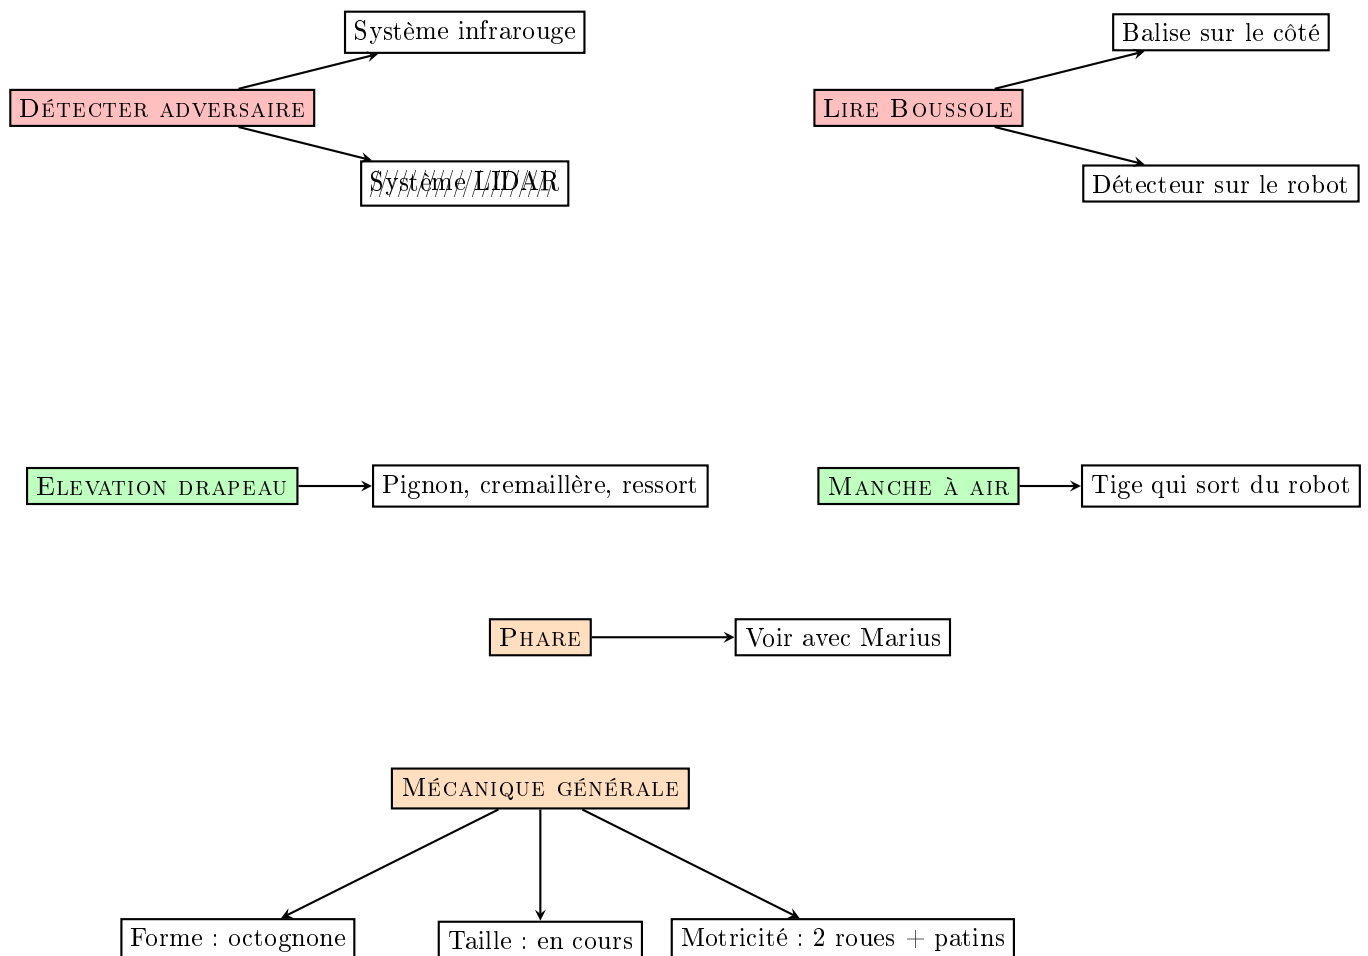 Système infrarouge
Balise sur le côté
DÉTECTER ADVERSAIRE
LIRE BOUSSOLE
Système LIDAR
Détecteur sur le robot
ELEVATION DRAPEAU
Pignon, cremaillère, ressort
MANCHE À AIR
Tige qui sort du robot
PHARE
Voir avec Marius
MÉCANIQUE GÉNÉRALE
Forme : octognone
Taille : en cours
Motricité : 2 roues + patins